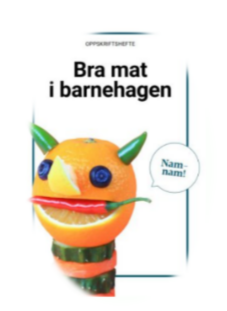 OPPSKRIFTSHEFTE
Bra mat
i barnehagen
Nam-
nam!